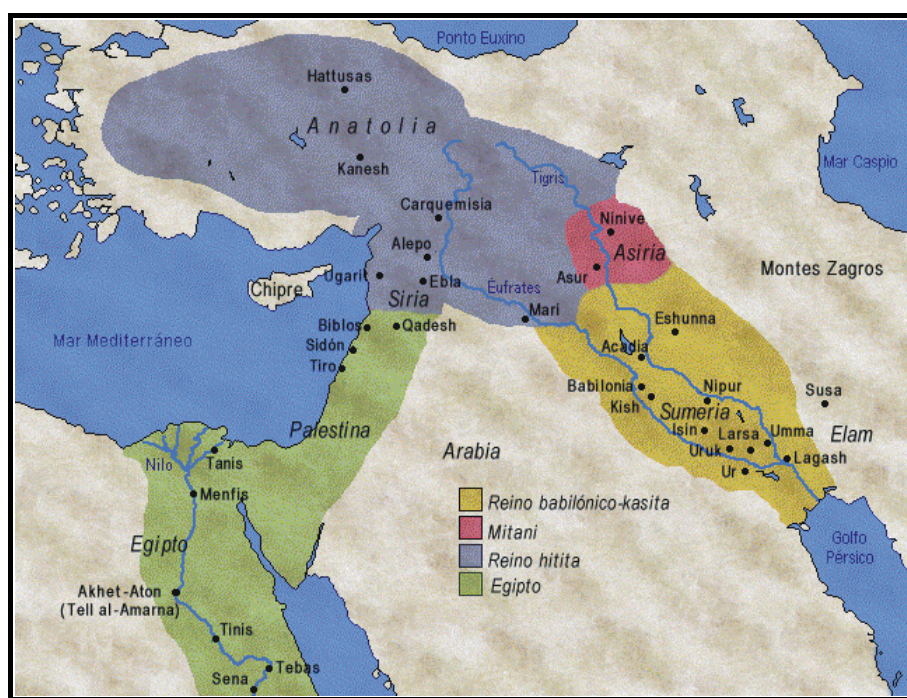 Ponto Euxino
Hattusas
Anatolia
Kanesh
Tigris
Mar Caspio
Carquemisia
Ninive
Asiria
Alepo
Asur
Montes Zagros
Ugarit
Ebla
Chipre
Éufrates
Siria
Mari
Biblos
Qadesh
Eshunna
Mar Mediterráneo
Sidón
Acadia
Tiro
Babilonia
Nipur
Susa
Kish
Sumeria
Palestina
Isin
Larsa
Umma
Elam
Arabia
Uruk
Lagash
Nilo
Tanis
Ur
Menfis
Reino babilónico-kasita
Mitani
Egipto
Golfo
Pérsico
Reino hitita
Egipto
Akhet-Aton
(Tell al-Amarna)
Tinis
Tebas
Sena